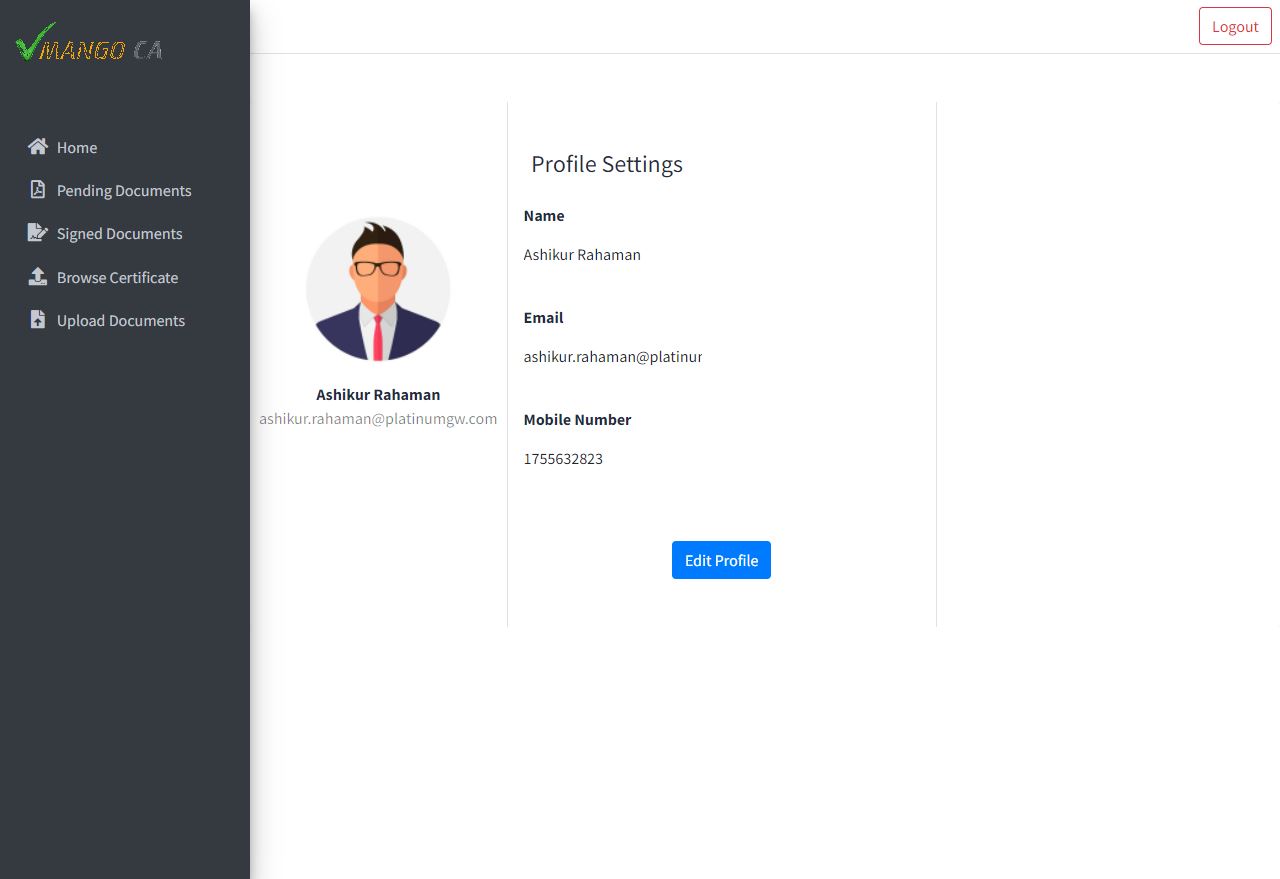 MANGO CA
Logout
Home
Pending Documents
Signed Documents
Browse Certificate
Upload Documents
Ashikur Rahaman
ashikur.rahaman@platinumgw.com
Profile Settings
Name
Ashikur Rahaman
Email
ashikur.rahaman@platinur
Mobile Number
1755632823
Edit Profile